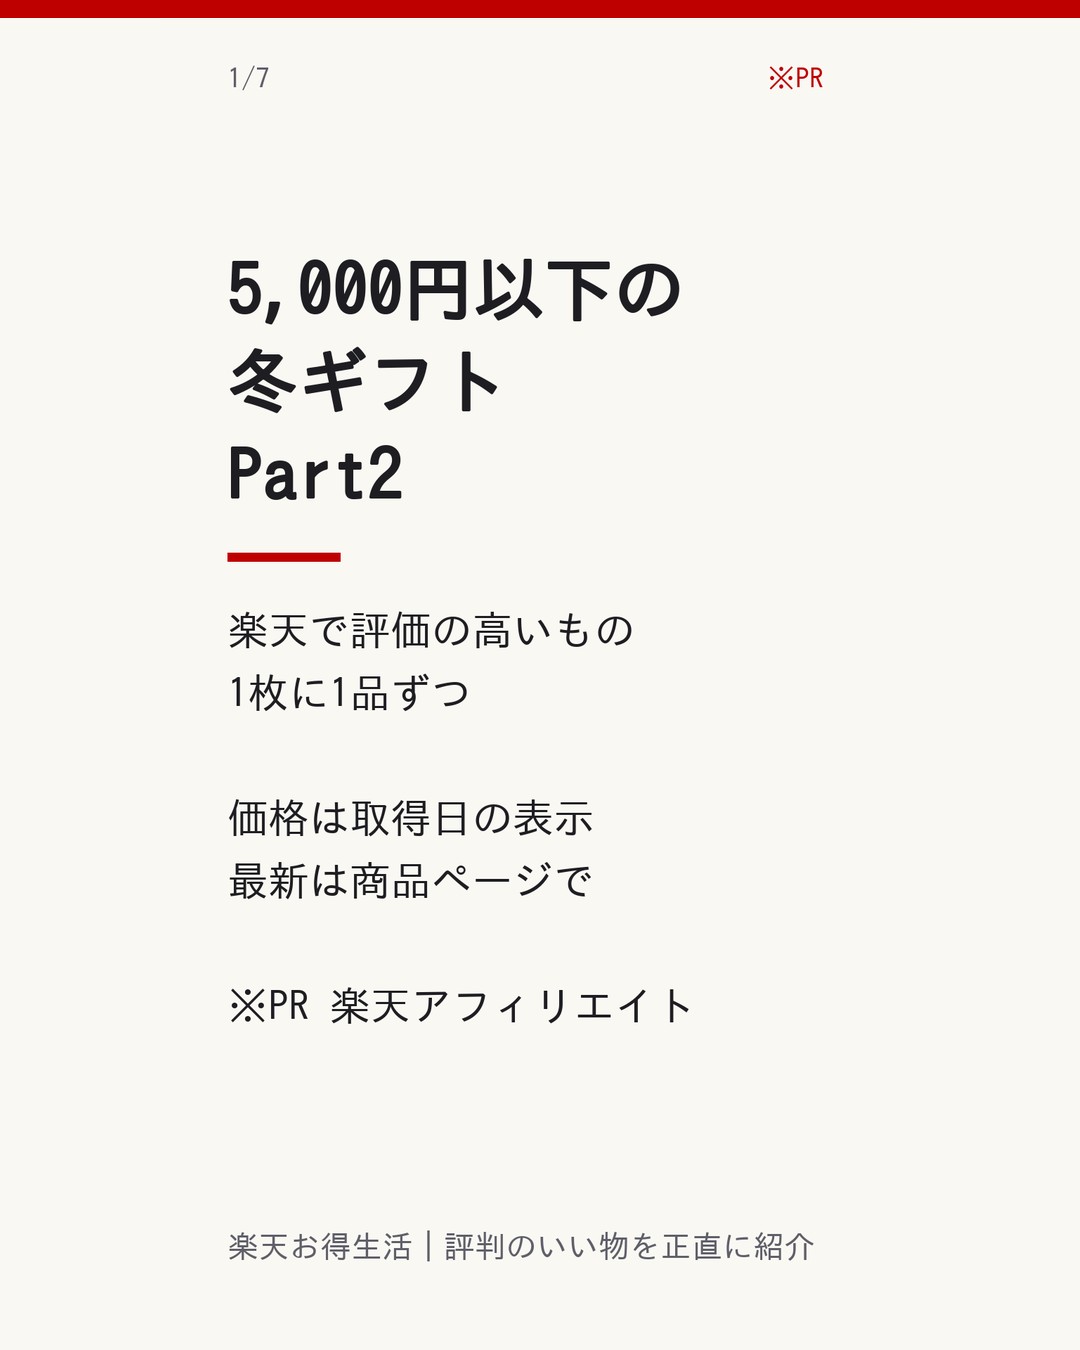 1/7
※PR
5,000円以下の
冬ギフト
Part2
楽天で評価の高いもの
1枚に1品ずつ
価格は取得日の表示
最新は商品ページで
※PR 楽天アフィリエイト
楽天お得生活｜評判のいい物を正直に紹介